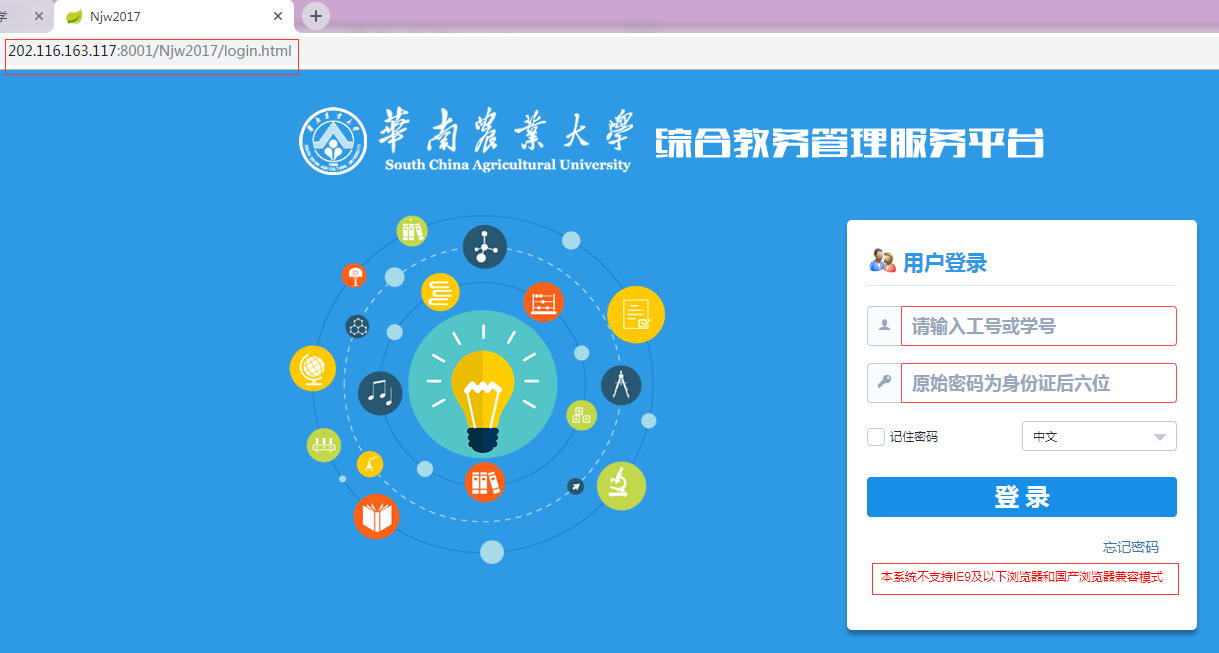 学
Njw2017
202.116.163.117:8001/Njw2017/login.html
華南農業大學
South China Agricultural University
综合教务管理服务平台
用户登录
请输入工号或学号
原始密码为身份证后六位
记住密码
中文
登录
忘记密码
本系统不支持IE9及以下浏览器和国产浏览器兼容模式